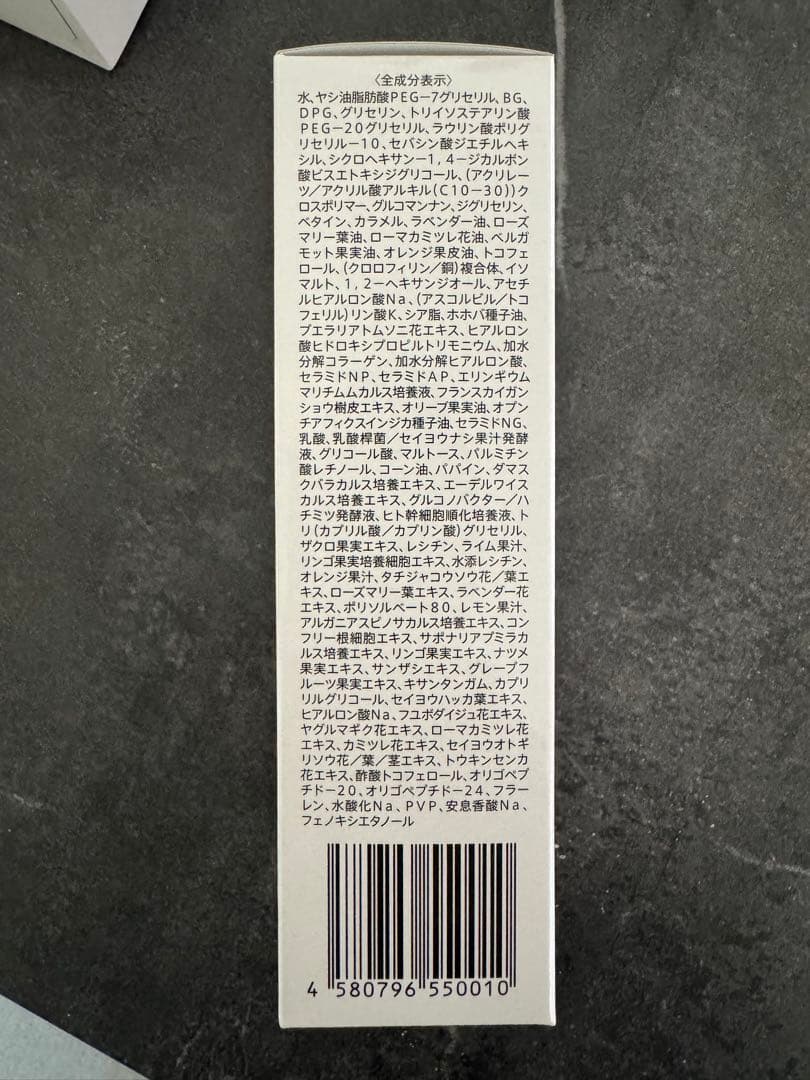 〈全成分表示〉
水、ヤシ油脂肪酸PEG－7グリセリル、BG、
DPG、グリセリン、トリイソステアリン酸
PEG－20グリセリル、ラウリン酸ポリグ
リセリル－10、セバシン酸ジエチルヘキ
シル、シクロヘキサン－1，4－ジカルボン
酸ビスエトキシジグリコール、（アクリレー
ツ／アクリル酸アルキル（C10－30））ク
ロスポリマー、グルコマンナン、ジグリセリン、
ベタイン、カラメル、ラベンダー油、ローズ
マリー葉油、ローマカミツレ花油、ベルガ
モット果実油、オレンジ果皮油、トコフェ
ロール、（クロロフィリン／銅）複合体、イソ
マルト、1，2－ヘキサンジオール、アセチ
ルヒアルロン酸Na、（アスコルビル／トコ
フェリル）リン酸K、シア脂、ホホバ種子油、
プエラリアトムソニ花エキス、ヒアルロン
酸ヒドロキシプロピルトリモニウム、加水
分解コラーゲン、加水分解ヒアルロン酸、
セラミドNP、セラミドAP、エリンギウム
マリチムムカルス培養液、フランスカイガン
ショウ樹皮エキス、オリーブ果実油、オプン
チアフィクスインジカ種子油、セラミドNG、
乳酸、乳酸桿菌／セイヨウナシ果汁発酵
液、グリコール酸、マルトース、パルミチン
酸レチノール、コーン油、パパイン、ダマス
クバラカルス培養エキス、エーデルワイス
カルス培養エキス、グルコノバクター／ハ
チミツ発酵液、ヒト幹細胞順化培養液、ト
リ（カプリル酸／カプリン酸）グリセリル、
ザクロ果実エキス、レシチン、ライム果汁、
リンゴ果実培養細胞エキス、水添レシチン、
オレンジ果汁、タチジャコウソウ花／葉エ
キス、ローズマリー葉エキス、ラベンダー花
エキス、ポリソルベート80、レモン果汁、
アルガニアスピノサカルス培養エキス、コン
フリー根細胞エキス、サポナリアプミラカ
ルス培養エキス、リンゴ果実エキス、ナツメ
果実エキス、サンザシエキス、グレープフ
ルーツ果実エキス、キサンタンガム、カプリ
リルグリコール、セイヨウハッカ葉エキス、
ヒアルロン酸Na、フユボダイジュ花エキス、
ヤグルマギク花エキス、ローマカミツレ花
エキス、カミツレ花エキス、セイヨウオトギ
リソウ花／葉／茎エキス、トウキンセンカ
花エキス、酢酸トコフェロール、オリゴペプ
チド－20、オリゴペプチド－24、フラー
レン、水酸化Na、PVP、安息香酸Na、
フェノキシエタノール
4 580796 550010